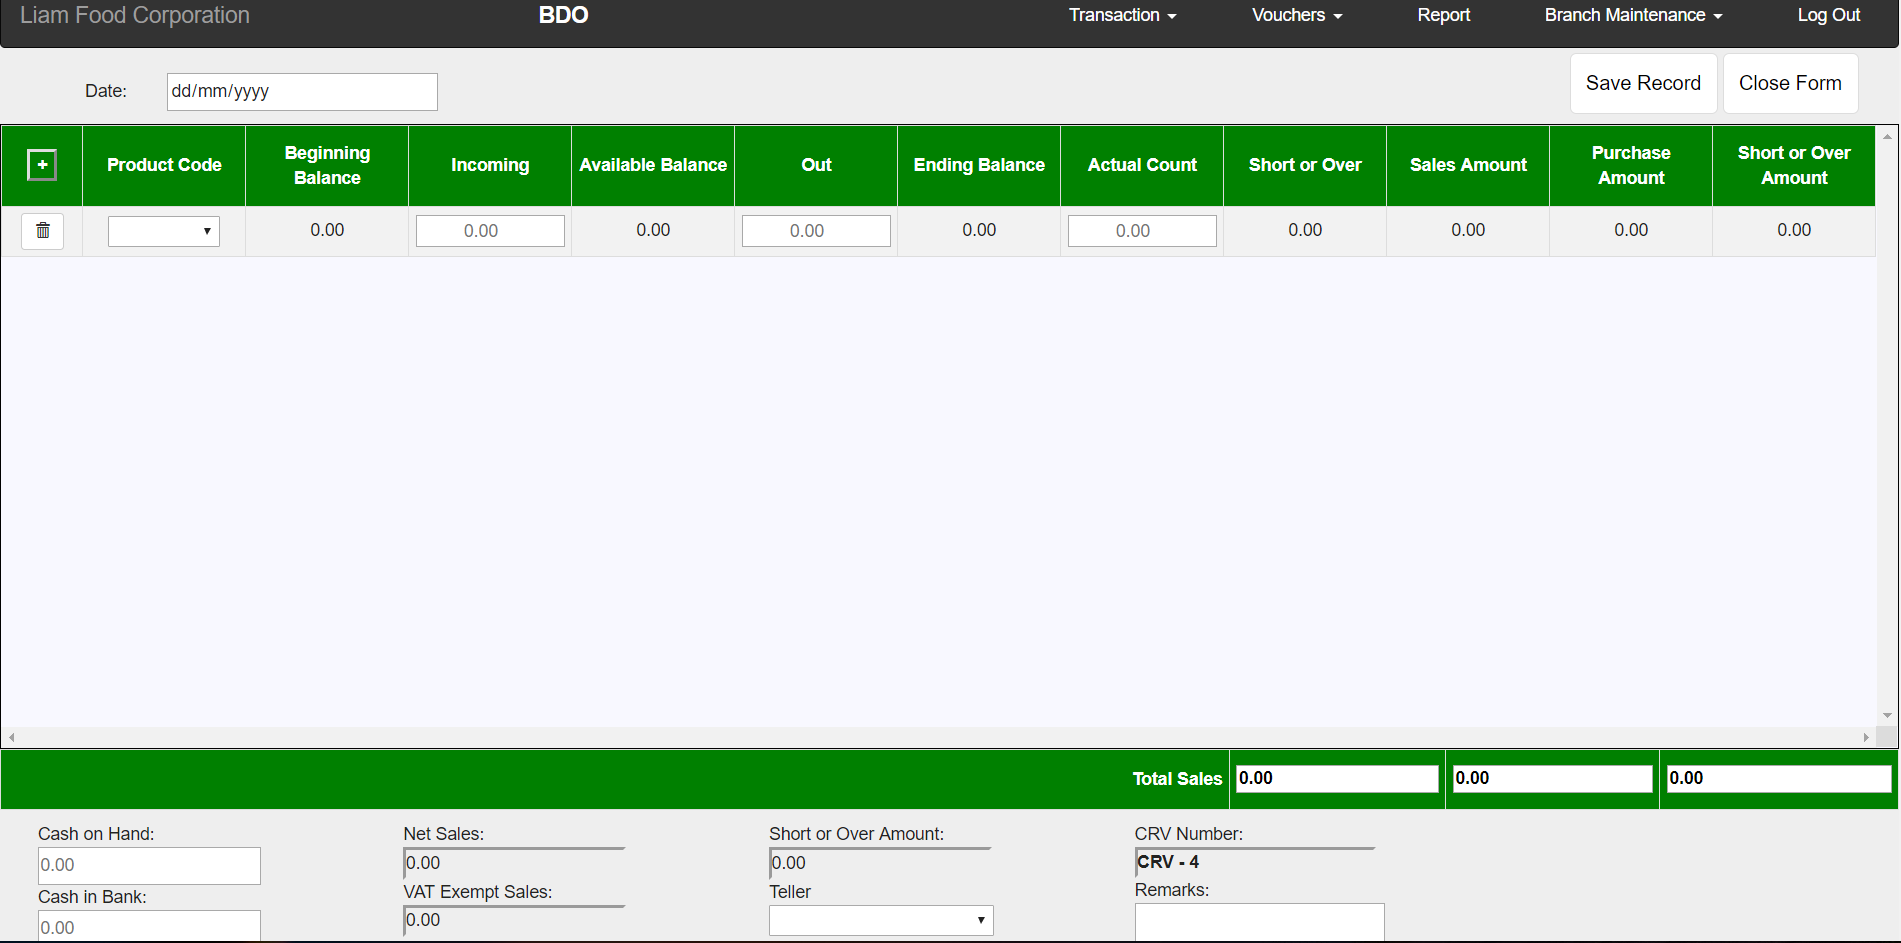 Liam Food Corporation BDO Transaction Vouchers Report Branch Maintenance Log Out
Date: dd/mm/yyyy Save Record Close Form
+ Product Code Beginning Balance Incoming Available Balance Out Ending Balance Actual Count Short or Over Sales Amount Purchase Amount Short or Over Amount
0.00 0.00 0.00 0.00 0.00 0.00 0.00 0.00 0.00 0.00
Total Sales 0.00 0.00 0.00
Cash on Hand: Net Sales: Short or Over Amount: CRV Number:
0.00 0.00 0.00 CRV - 4
Cash in Bank: VAT Exempt Sales: Teller Remarks:
0.00 0.00